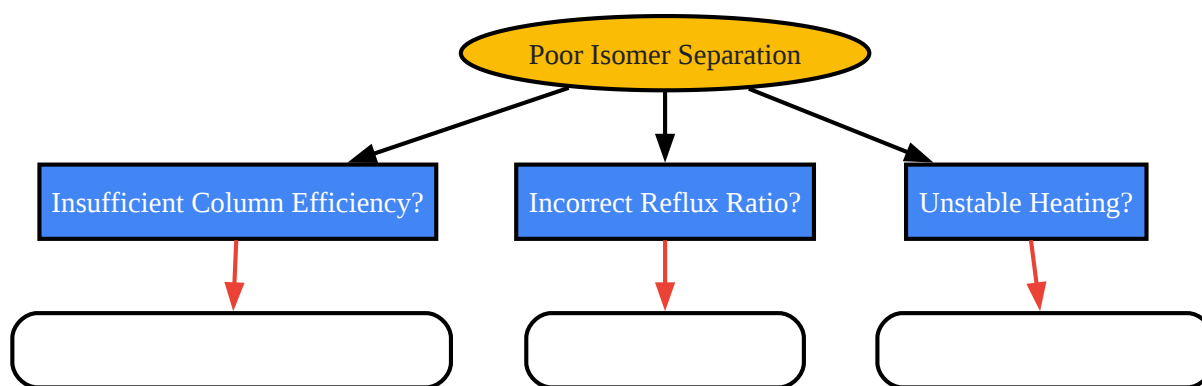 Poor Isomer Separation
Insufficient Column Efficiency?
Incorrect Reflux Ratio?
Unstable Heating?